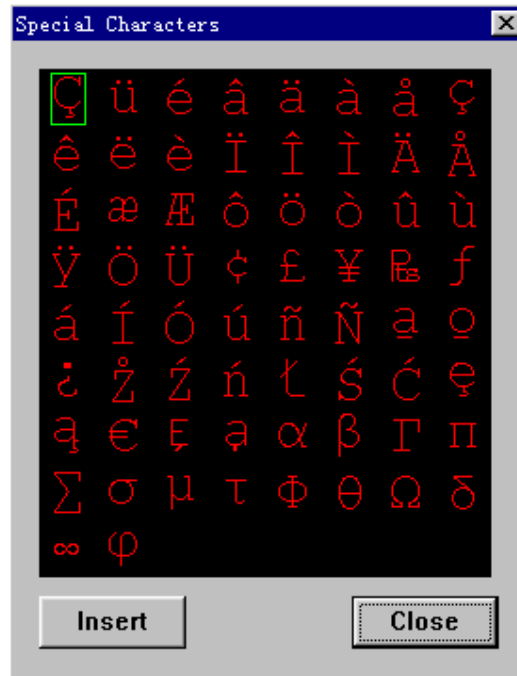 Special Characters
Ç ü é â ä à å Ç
ê ë è Ï Î Ì Ä Å
É æ Æ ô ö ò û ù
ÿ Ö Ü ¢ £ ¥ ₧ ƒ
á Í Ó ú ñ Ñ ª º
¿ Z̊ Ź ń Ł Ś Ć ę
ą € Ę ą α β Γ π
Σ σ µ τ Φ θ Ω δ
∞ φ
Insert Close